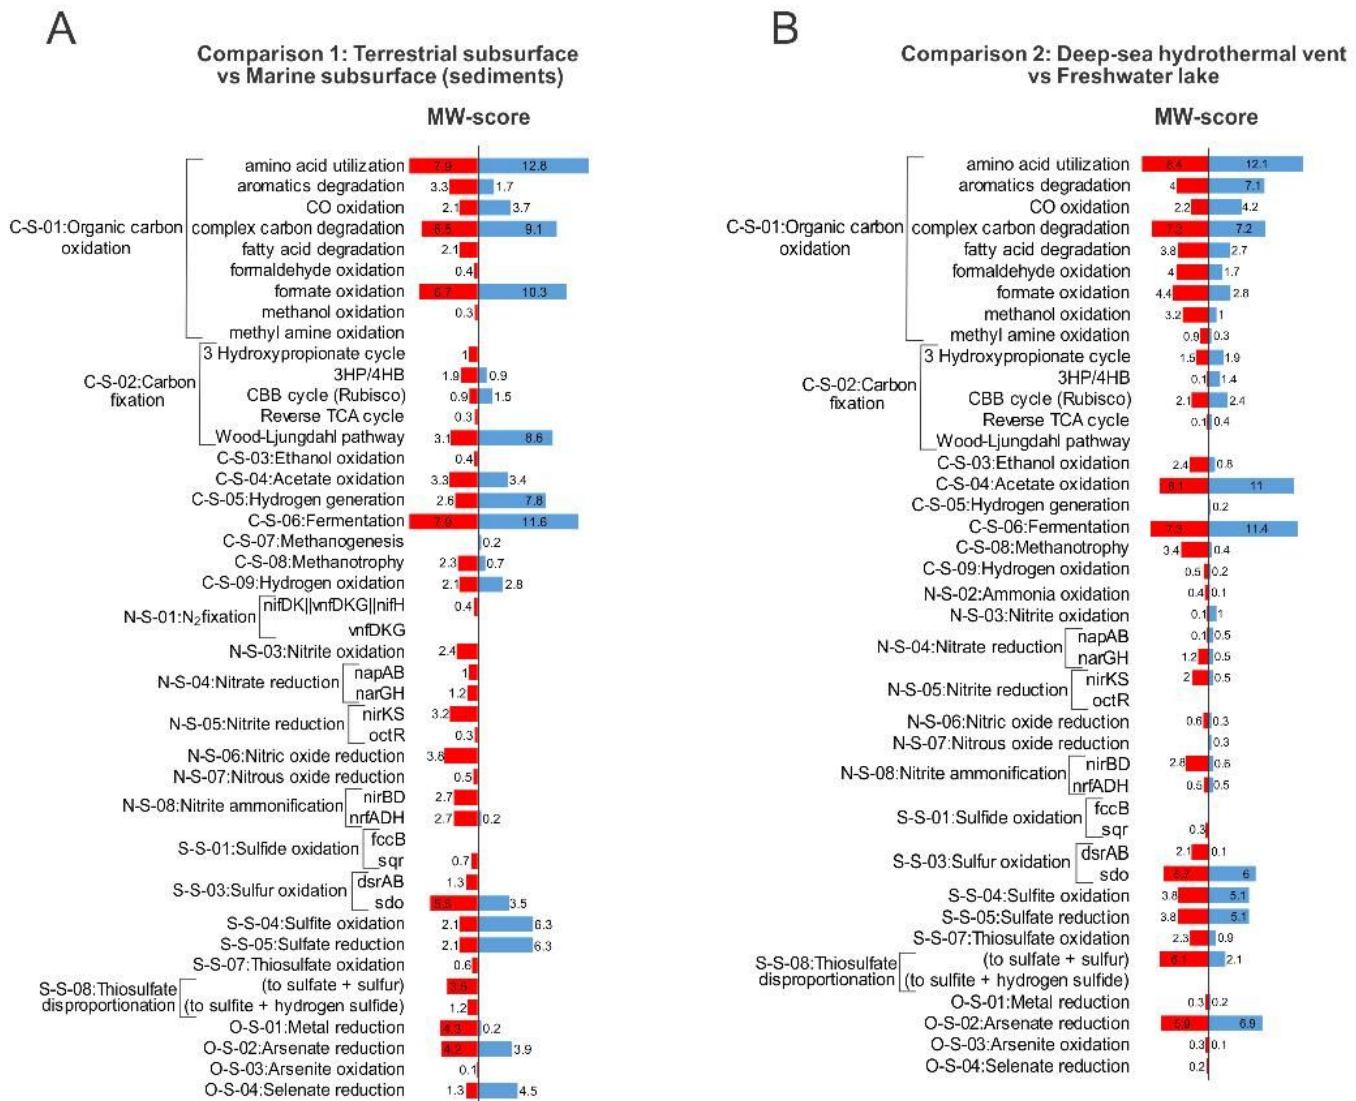 A
Comparison 1: Terrestrial subsurface
vs Marine subsurface (sediments)
MW-score
C-S-01:Organic carbon
oxidation
amino acid utilization 7.9 12.8
aromatics degradation 3.3 1.7
CO oxidation 2.1 3.7
complex carbon degradation 6.5 9.1
fatty acid degradation 2.1
formaldehyde oxidation 0.4
formate oxidation 6.7 10.3
methanol oxidation 0.3
methyl amine oxidation
C-S-02:Carbon
fixation
3 Hydroxypropionate cycle 1
3HP/4HB 1.9 0.9
CBB cycle (Rubisco) 0.9 1.5
Reverse TCA cycle 0.3
Wood-Ljungdahl pathway 3.1 8.6
C-S-03:Ethanol oxidation 0.4
C-S-04:Acetate oxidation 3.3 3.4
C-S-05:Hydrogen generation 2.6 7.8
C-S-06:Fermentation 7.9 11.6
C-S-07:Methanogenesis 0.2
C-S-08:Methanotrophy 2.3 0.7
C-S-09:Hydrogen oxidation 2.1 2.8
N-S-01:N₂fixation
nifDK||vnfDKG||nifH 0.4
vnfDKG
N-S-03:Nitrite oxidation 2.4
N-S-04:Nitrate reduction
napAB 1
narGH 1.2
N-S-05:Nitrite reduction
nirKS 3.2
octR 0.3
N-S-06:Nitric oxide reduction 3.8
N-S-07:Nitrous oxide reduction 0.5
N-S-08:Nitrite ammonification
nirBD 2.7
nrfADH 2.7 0.2
S-S-01:Sulfide oxidation
fccB
sqr 0.7
S-S-03:Sulfur oxidation
dsrAB 1.3
sdo 3.5
S-S-04:Sulfite oxidation 2.1 6.3
S-S-05:Sulfate reduction 2.1 6.3
S-S-07:Thiosulfate oxidation 0.6
S-S-08:Thiosulfate
disproportionation
(to sulfate + sulfur)
(to sulfite + hydrogen sulfide) 1.2
O-S-01:Metal reduction 4.3 0.2
O-S-02:Arsenate reduction 4.2 3.9
O-S-03:Arsenite oxidation 0.1
O-S-04:Selenate reduction 1.3 4.5
B
Comparison 2: Deep-sea hydrothermal vent
vs Freshwater lake
MW-score
C-S-01:Organic carbon
oxidation
amino acid utilization 8.4 12.1
aromatics degradation 4 7.1
CO oxidation 2.2 4.2
complex carbon degradation 7.3 7.2
fatty acid degradation 3.8 2.7
formaldehyde oxidation 4 1.7
formate oxidation 4.4 2.8
methanol oxidation 3.2 1
methyl amine oxidation 0.9 0.3
C-S-02:Carbon
fixation
3 Hydroxypropionate cycle 1.5 1.9
3HP/4HB 0.1 1.4
CBB cycle (Rubisco) 2.1 2.4
Reverse TCA cycle 0.1 0.4
Wood-Ljungdahl pathway
C-S-03:Ethanol oxidation 2.4 0.8
C-S-04:Acetate oxidation 6.1 11
C-S-05:Hydrogen generation 0.2
C-S-06:Fermentation 7.3 11.4
C-S-08:Methanotrophy 3.4 0.4
C-S-09:Hydrogen oxidation 0.5 0.2
N-S-02:Ammonia oxidation 0.4 0.1
N-S-03:Nitrite oxidation 0.1 1
N-S-04:Nitrate reduction
napAB 0.1 0.5
narGH 1.2 0.5
N-S-05:Nitrite reduction
nirKS 2 0.5
octR
N-S-06:Nitric oxide reduction 0.6 0.3
N-S-07:Nitrous oxide reduction 0.3
N-S-08:Nitrite ammonification
nirBD 2.8 0.6
nrfADH 0.5 0.5
S-S-01:Sulfide oxidation
fccB
sqr 0.3
S-S-03:Sulfur oxidation
dsrAB 2.1 0.1
sdo 6
S-S-04:Sulfite oxidation 3.8 5.1
S-S-05:Sulfate reduction 3.8 5.1
S-S-07:Thiosulfate oxidation 2.3 0.9
S-S-08:Thiosulfate
disproportionation
(to sulfate + sulfur) 6.1 2.1
(to sulfite + hydrogen sulfide)
O-S-01:Metal reduction 0.3 0.2
O-S-02:Arsenate reduction 5.9 6.9
O-S-03:Arsenite oxidation 0.3 0.1
O-S-04:Selenate reduction 0.2